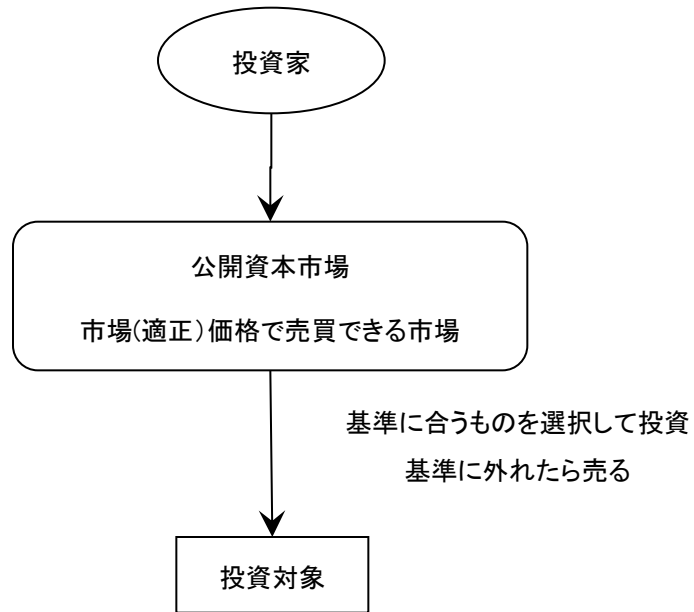 投資家
公開資本市場
市場(適正)価格で売買できる市場
基準に合うものを選択して投資
基準に外れたら売る
投資対象